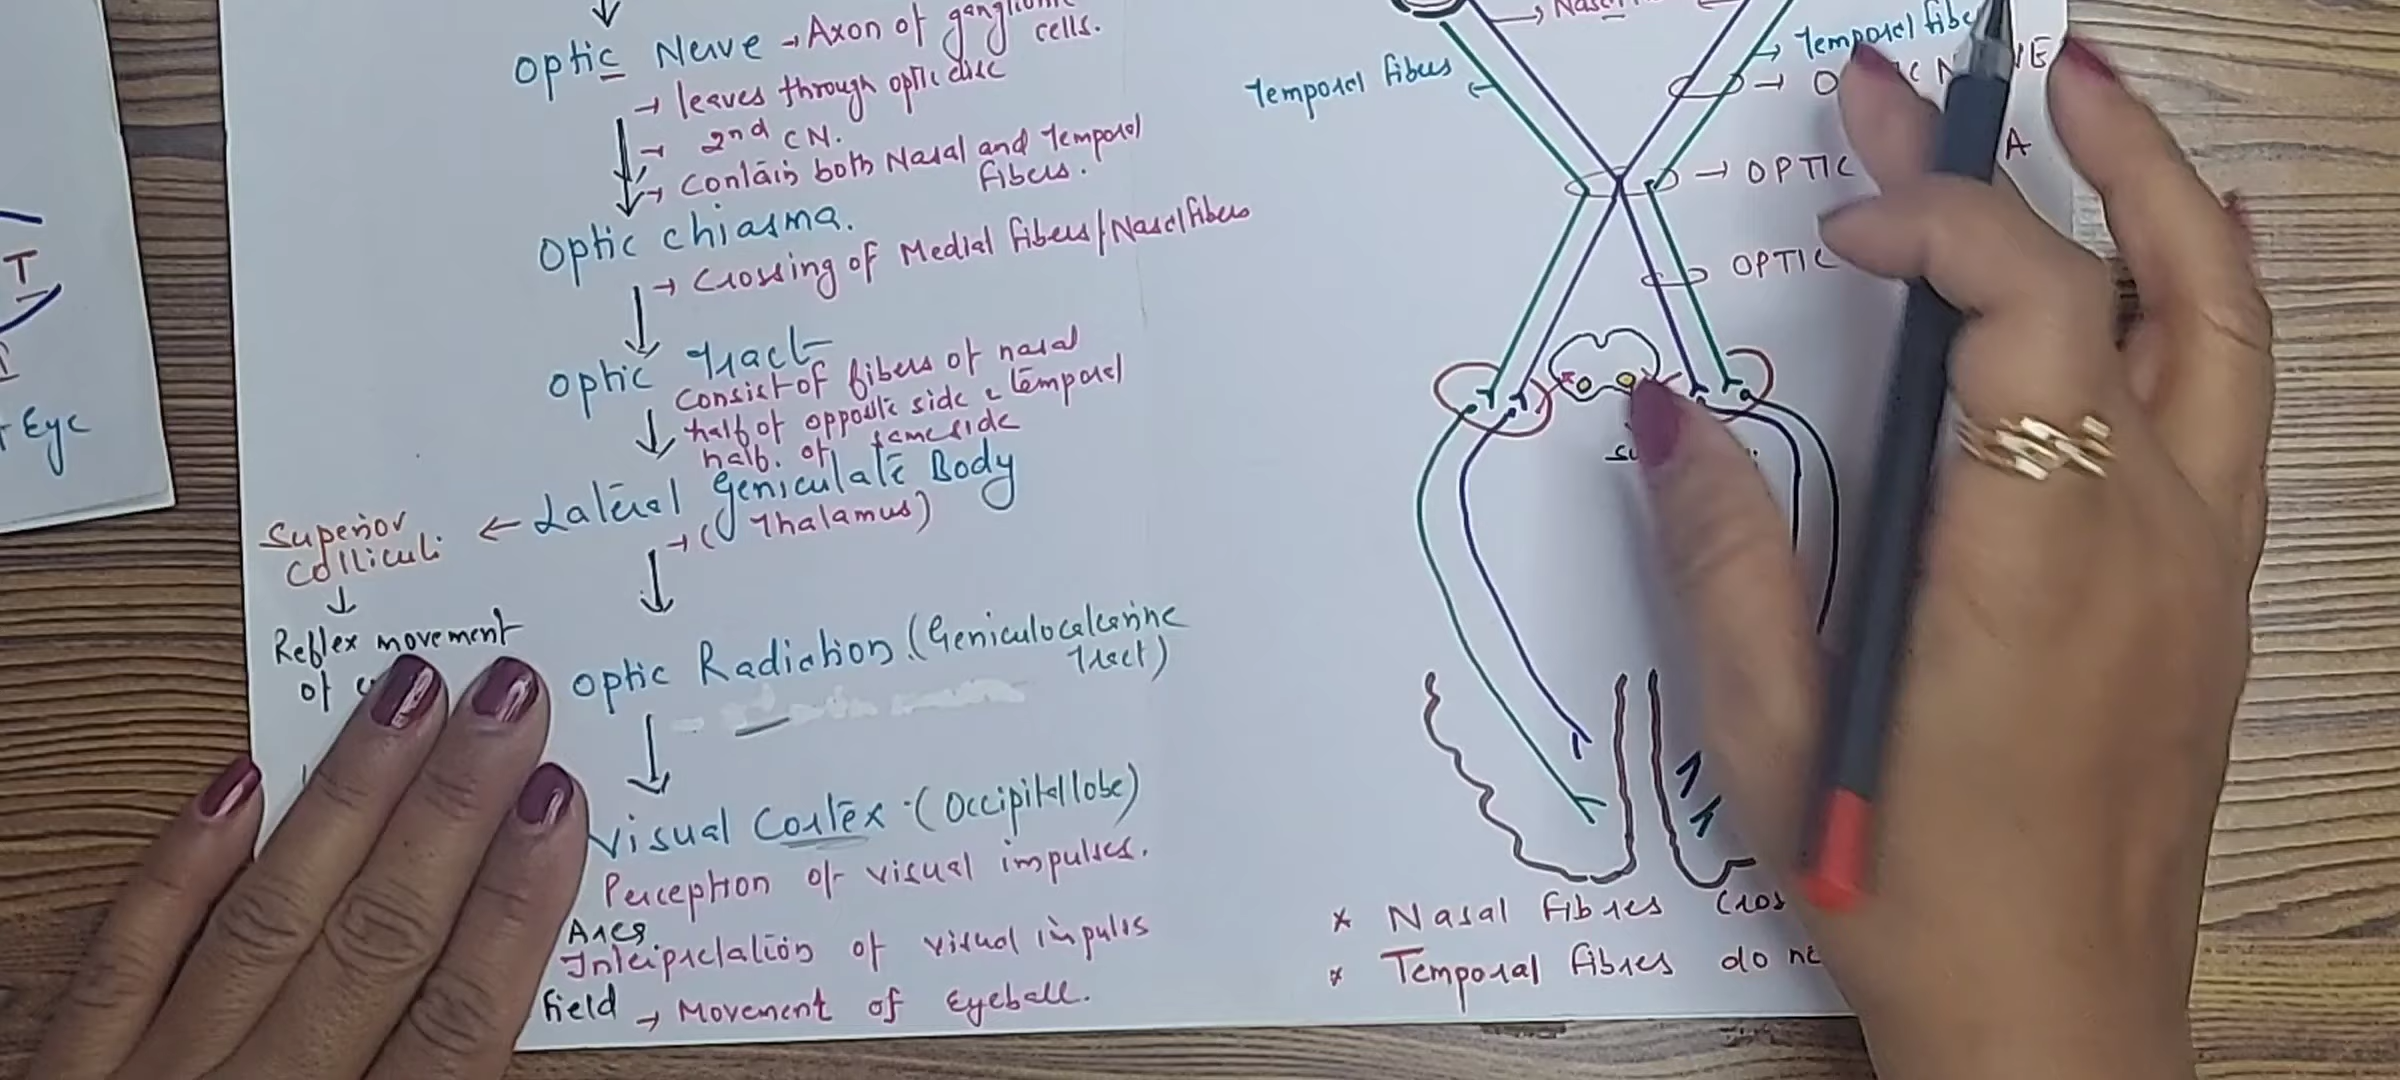 Optic Nerve → Axon of ganglionic
cells.
→ leaves through optic disc
→ 2nd CN.
→ Contain both Nasal and Temporal
fibers.
Optic chiasma.
→ Crossing of Medial fibers/Nasal fibers
Optic Tract
Consist of fibers of nasal
half of opposite side & temporal
half. of same side
Lateral Geniculate Body
→ (Thalamus)
Superior
Colliculi
Reflex movement
of
Optic Radiation (Geniculocalcarine
Tract)
Visual Cortex. (Occipital lobe)
Perception of visual impulses.
Area
Interpretation of visual impulse
field → Movement of Eyeball.
T
Eye
Temporal fibers
Temporal fibe
OPTIC
OPTIC
* Nasal fibres Cros
* Temporal fibres do